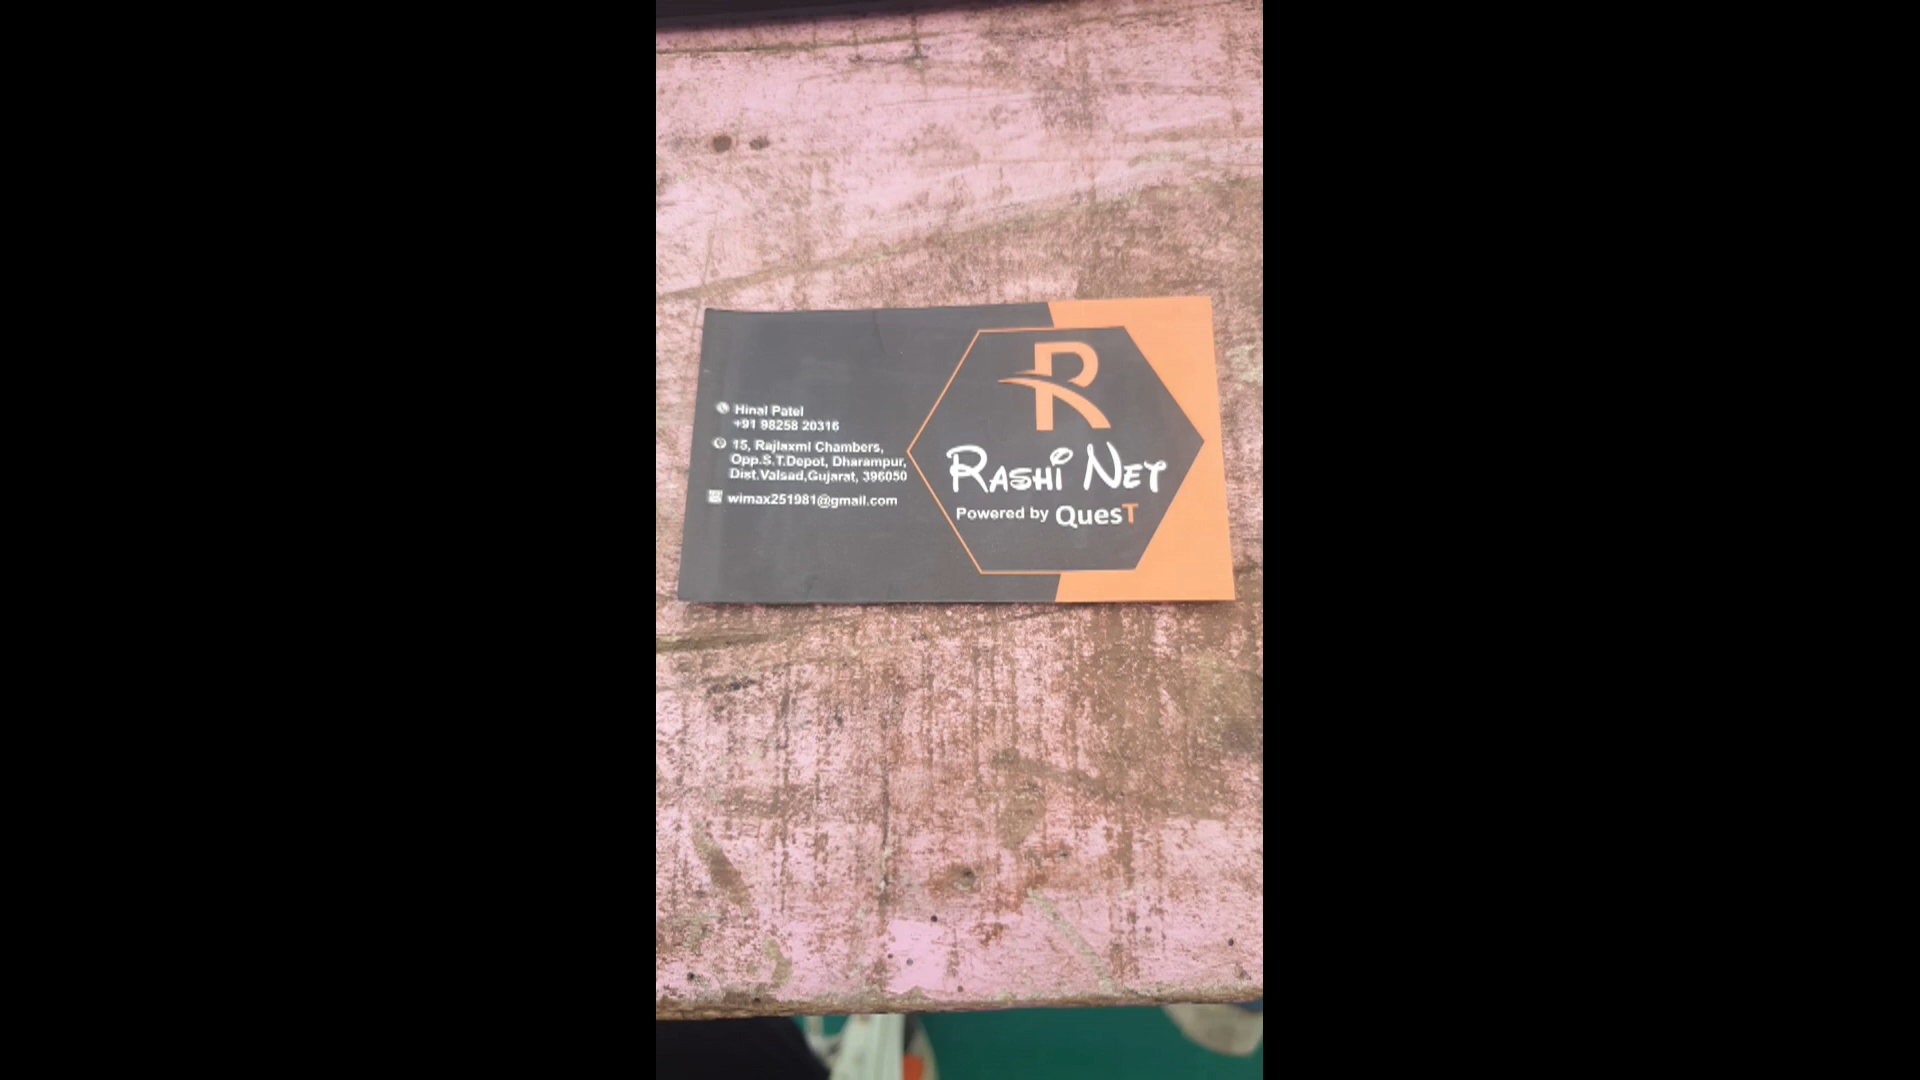 Hinal Patel
+91 98258 20316
15, Rajlaxmi Chambers,
Opp.S.T.Depot, Dharampur,
Dist.Valsad,Gujarat, 396050
wimax251981@gmail.com
R
RASHI NET
Powered by QuesT